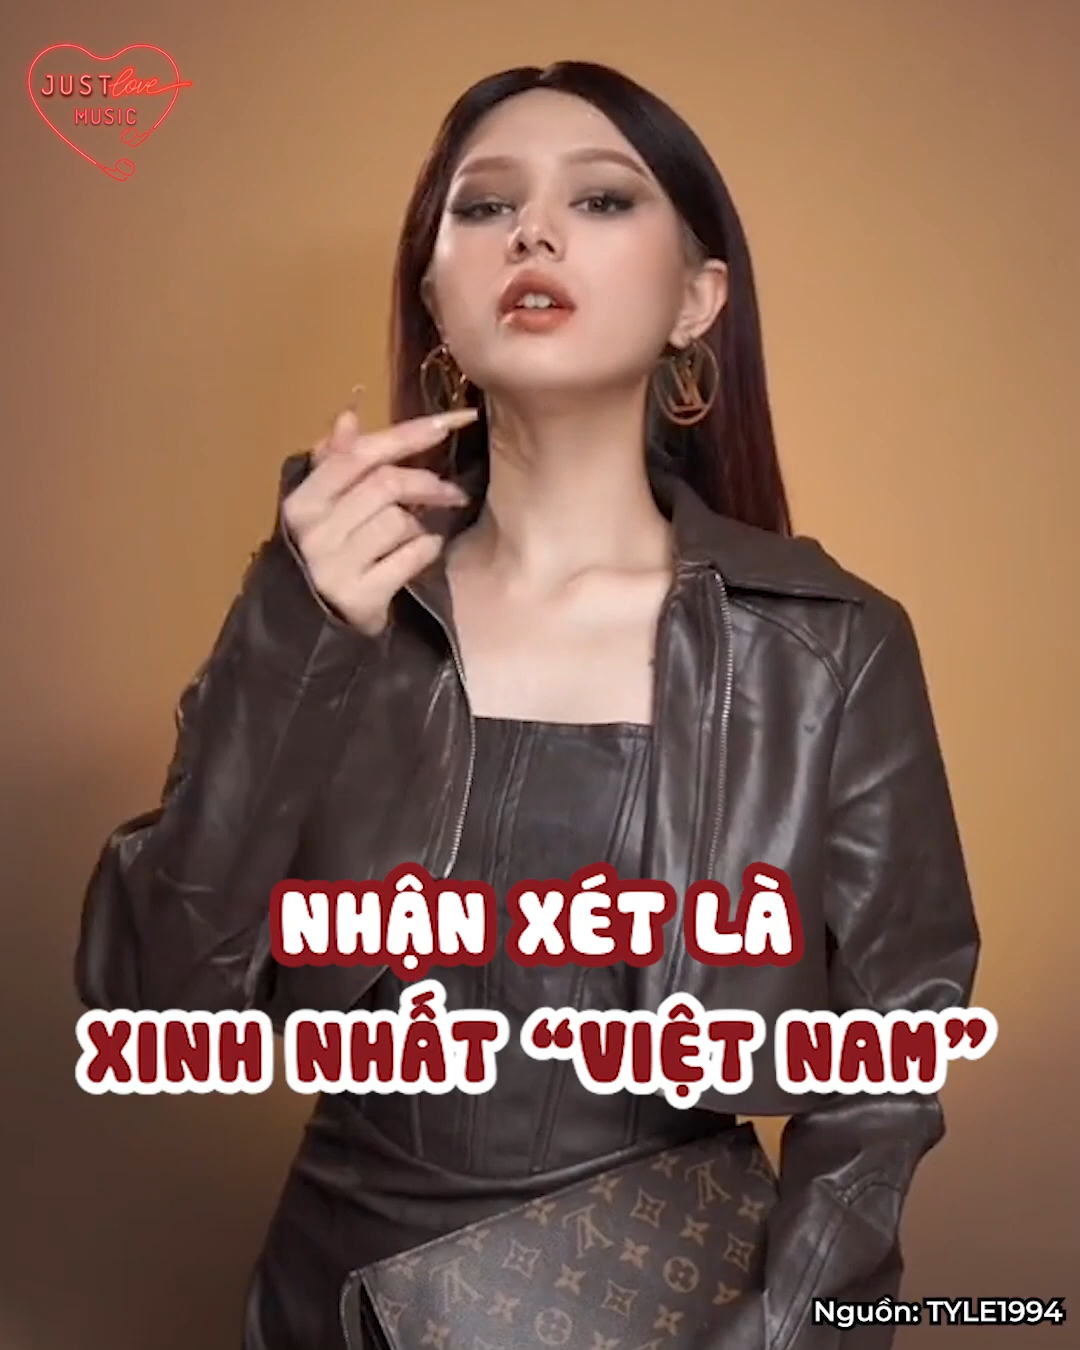 JUST love
MUSIC
NHẬN XÉT LÀ
XINH NHẤT “VIỆT NAM”
Nguồn: TYLE1994